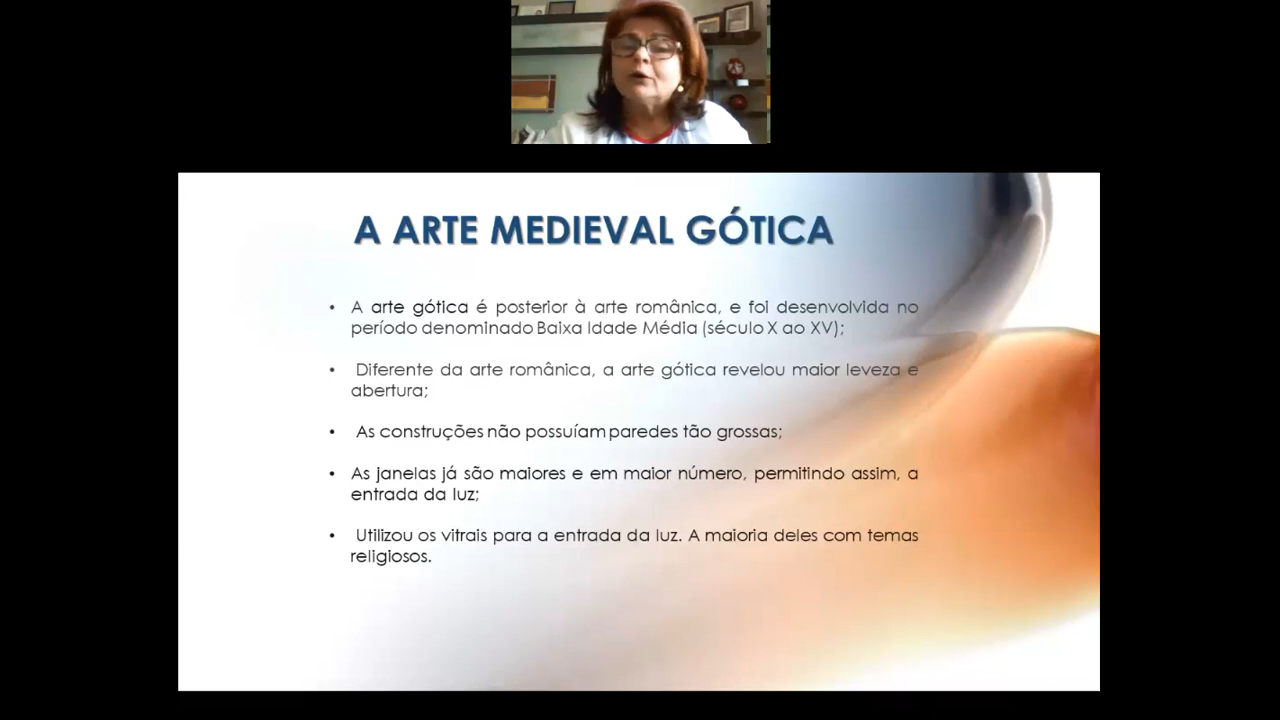 A ARTE MEDIEVAL GÓTICA
• A arte gótica é posterior à arte românica, e foi desenvolvida no
período denominado Baixa Idade Média (século X ao XV);
• Diferente da arte românica, a arte gótica revelou maior leveza e
abertura;
• As construções não possuíam paredes tão grossas;
• As janelas já são maiores e em maior número, permitindo assim, a
entrada da luz;
• Utilizou os vitrais para a entrada da luz. A maioria deles com temas
religiosos.